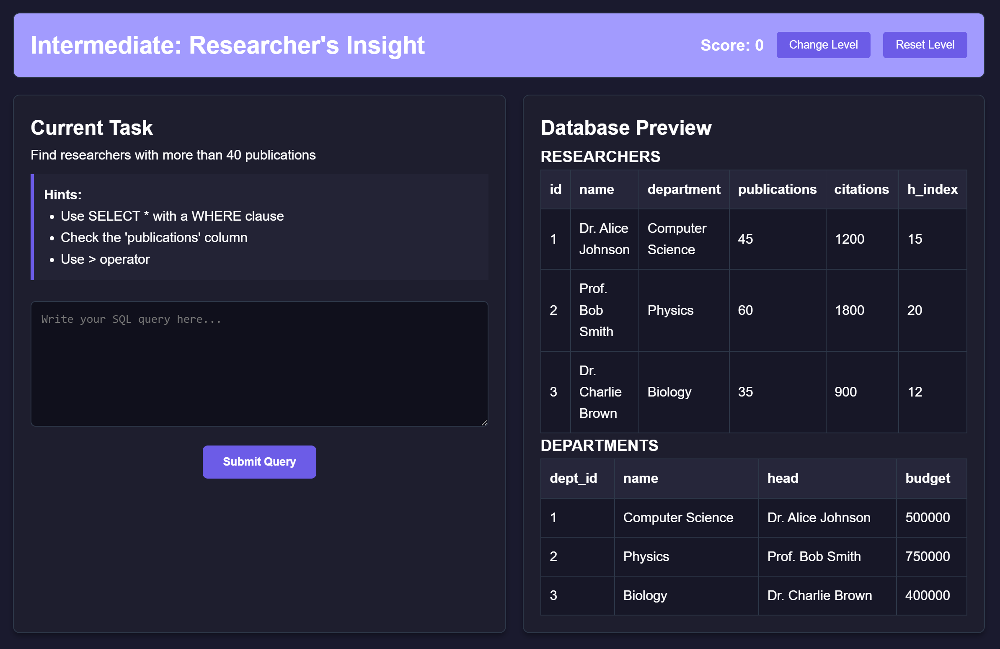 Intermediate: Researcher's Insight
Score: 0
Change Level
Reset Level
Current Task
Find researchers with more than 40 publications
Hints:
• Use SELECT * with a WHERE clause
• Check the 'publications' column
• Use > operator
Write your SQL query here...
Submit Query
Database Preview
RESEARCHERS
id name department publications citations h_index
1 Dr. Alice Johnson Computer Science 45 1200 15
2 Prof. Bob Smith Physics 60 1800 20
3 Dr. Charlie Brown Biology 35 900 12
DEPARTMENTS
dept_id name head budget
1 Computer Science Dr. Alice Johnson 500000
2 Physics Prof. Bob Smith 750000
3 Biology Dr. Charlie Brown 400000